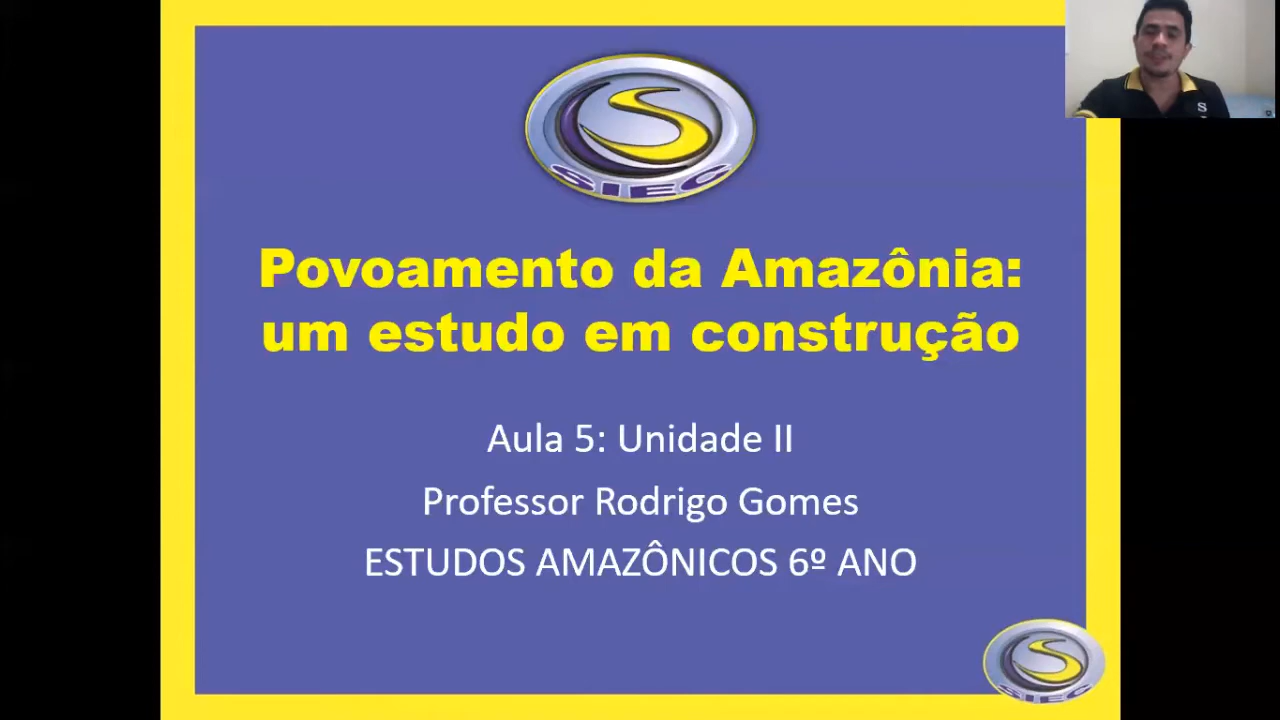 S
SIEC
Povoamento da Amazônia:
um estudo em construção
Aula 5: Unidade II
Professor Rodrigo Gomes
ESTUDOS AMAZÔNICOS 6º ANO
S
SIEC
S